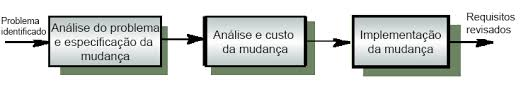 Problema
identificado
Análise do problema
e especificação da
mudança
Análise e custo
da mudança
Implementação
da mudança
Requisitos
revisados